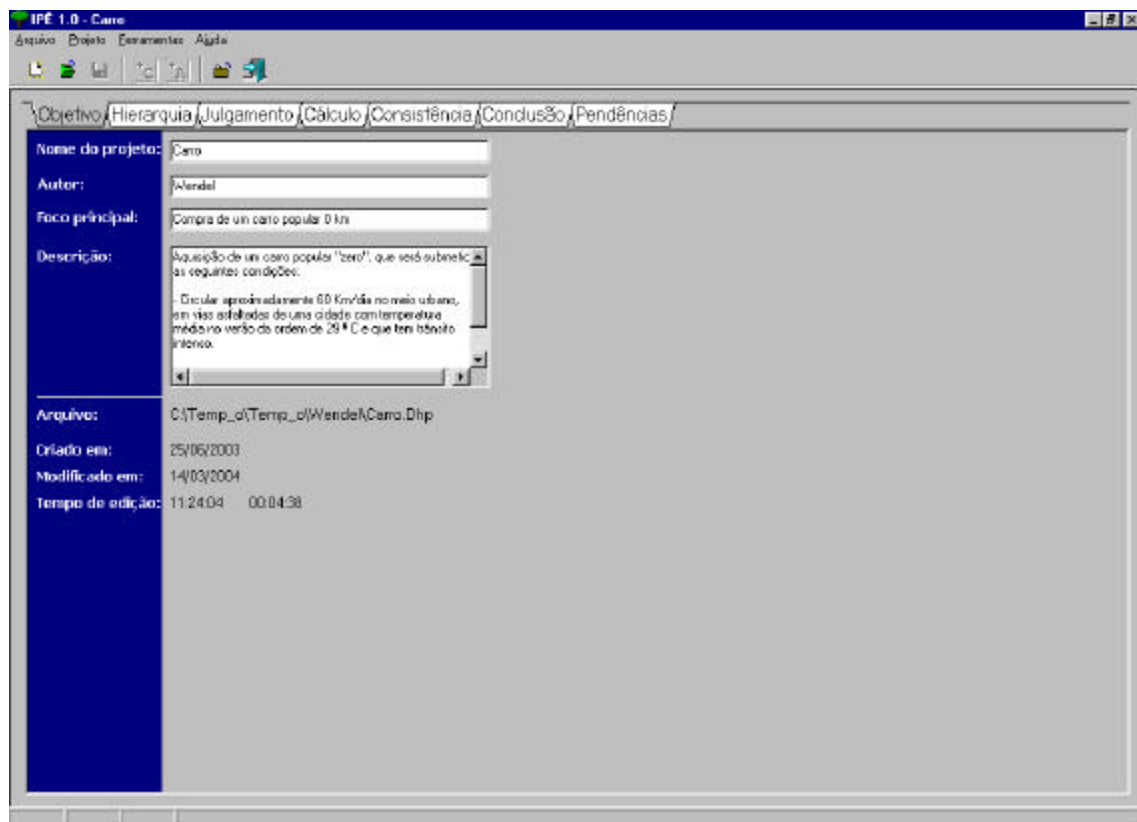 IPÊ 1.0 - Carro
Arquivo Projeto Ferramentas Ajuda
Objetivo Hierarquia Julgamento Cálculo Consistência Conclusão Pendências
Nome do projeto: Carro
Autor: Wendel
Foco principal: Compra de um carro popular 0 km
Descrição: Aquisição de um carro popular "zero", que será submetic
as seguintes condições:
- Circular aproximadamente 60 Km/dia no meio urbano,
em vias asfaltadas de uma cidade com temperatura
média no verão da ordem de 29 º C e que tem trânsito
intenso.
Arquivo: C:\Temp_o\Temp_o\Wendel\Carro.Dhp
Criado em: 25/06/2003
Modificado em: 14/03/2004
Tempo de edição: 11:24:04 00:04:38